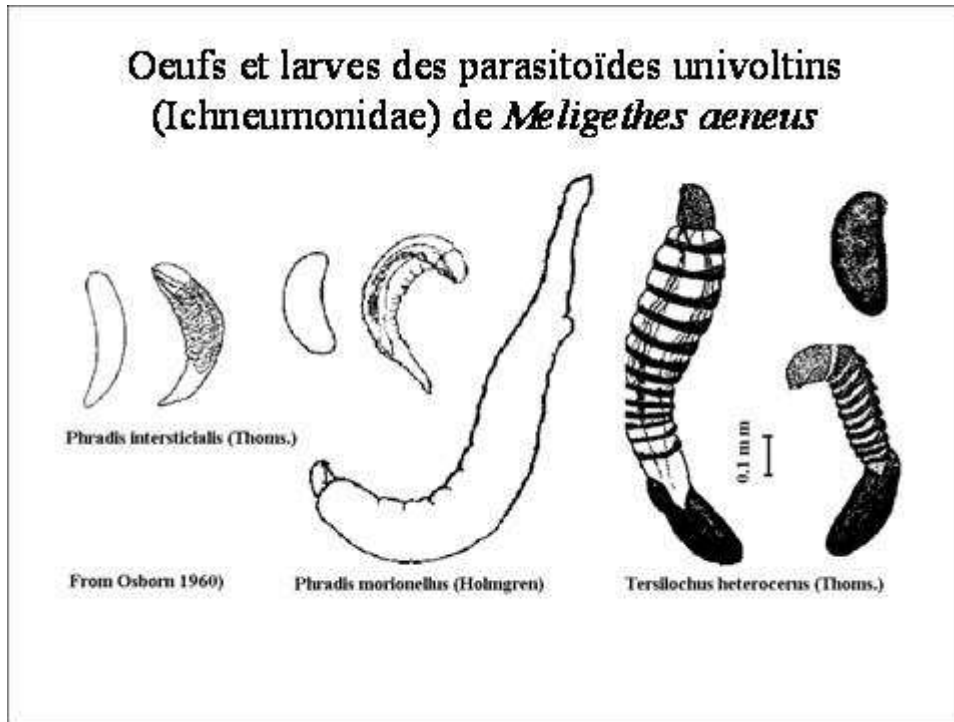 Oeufs et larves des parasitoïdes univoltins
(Ichneumonidae) de Meligethes aeneus
Phradis intersticialis (Thoms.)
0.1 m m
From Osborn 1960)
Phradis morionellus (Holmgren)
Tersilochus heterocerus (Thoms.)